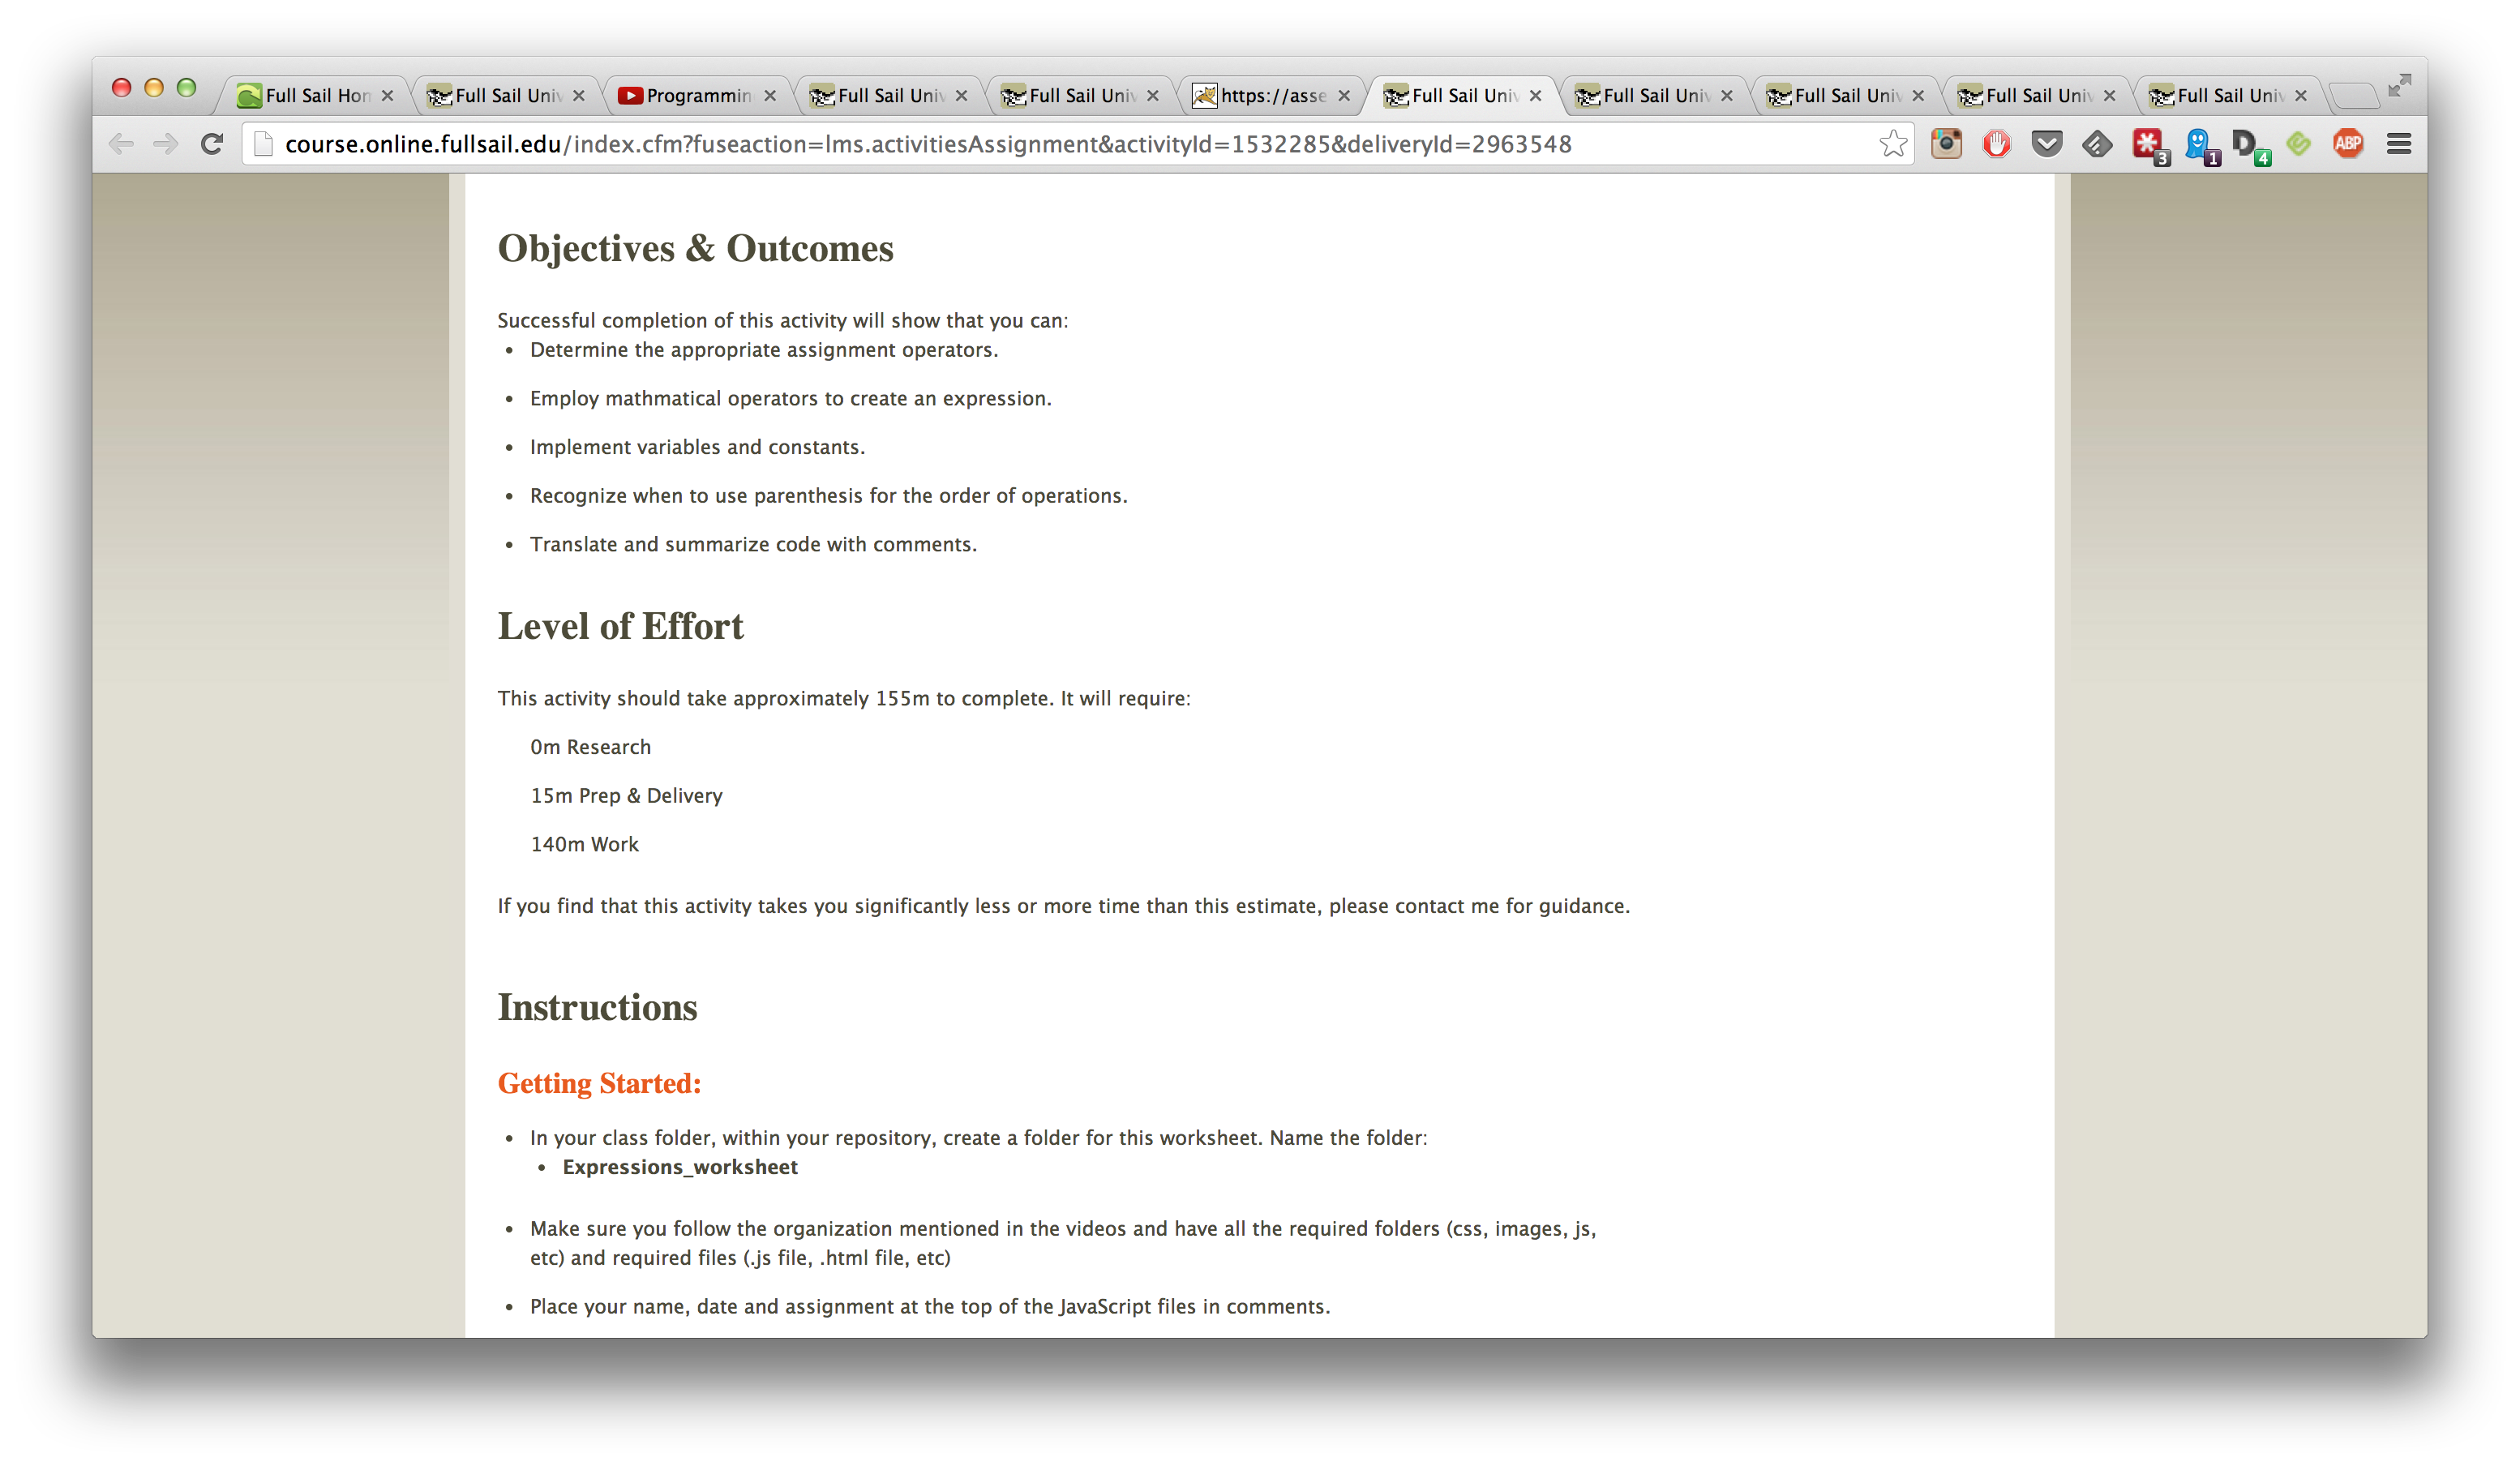 Full Sail Hon
Full Sail Univ
Programmin
Full Sail Univ
Full Sail Univ
https://asse
Full Sail Univ
Full Sail Univ
Full Sail Univ
Full Sail Univ
Full Sail Univ
course.online.fullsail.edu/index.cfm?fuseaction=lms.activitiesAssignment&activityId=1532285&deliveryId=2963548
3
1
D
4
ABP
Objectives & Outcomes
Successful completion of this activity will show that you can:
• Determine the appropriate assignment operators.
• Employ mathmatical operators to create an expression.
• Implement variables and constants.
• Recognize when to use parenthesis for the order of operations.
• Translate and summarize code with comments.
Level of Effort
This activity should take approximately 155m to complete. It will require:
0m Research
15m Prep & Delivery
140m Work
If you find that this activity takes you significantly less or more time than this estimate, please contact me for guidance.
Instructions
Getting Started:
• In your class folder, within your repository, create a folder for this worksheet. Name the folder:
• Expressions_worksheet
• Make sure you follow the organization mentioned in the videos and have all the required folders (css, images, js,
etc) and required files (.js file, .html file, etc)
• Place your name, date and assignment at the top of the JavaScript files in comments.